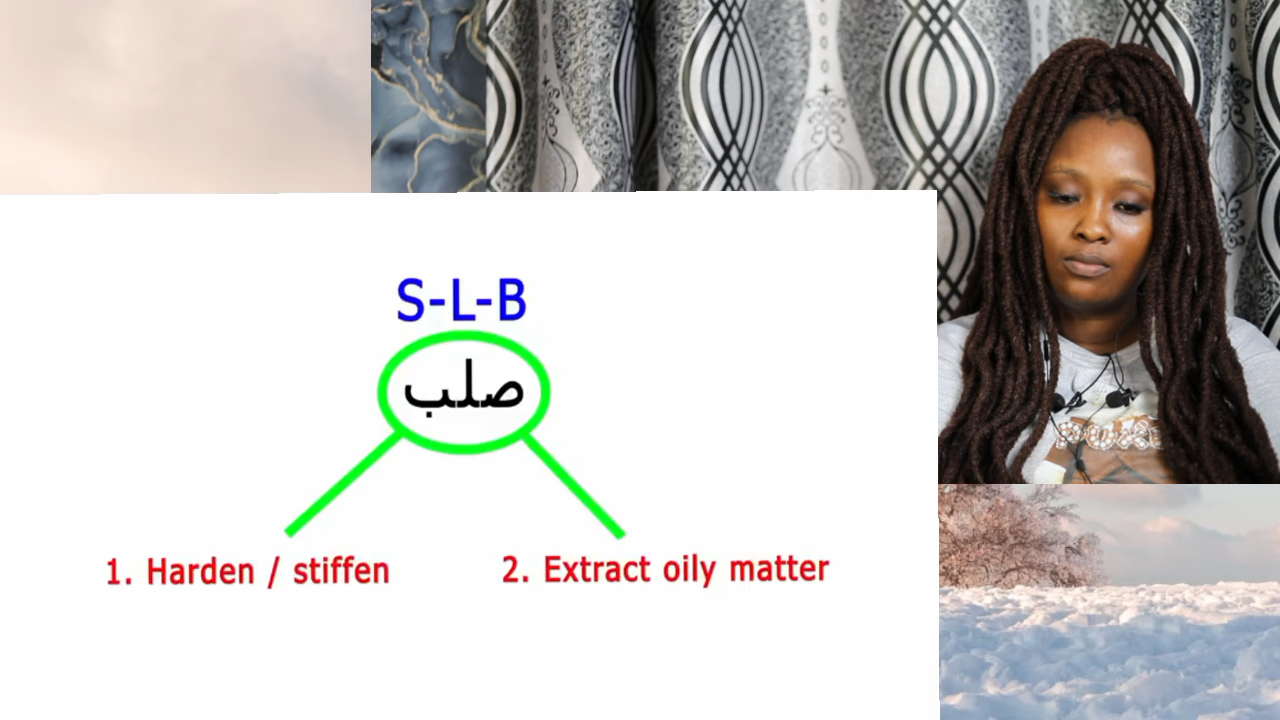 S-L-B
صلب
1. Harden / stiffen
2. Extract oily matter